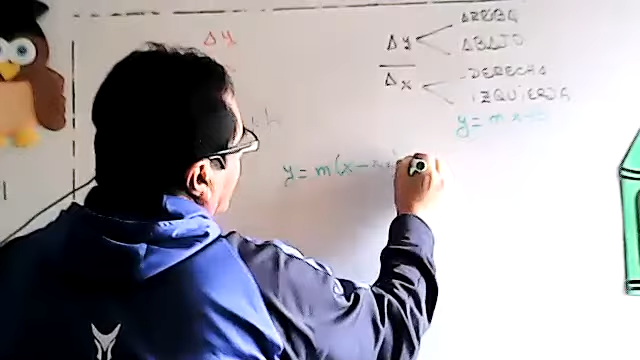 Δy
Δy
Δx
ARRIBA
ABAJO
DERECHA
IZQUIERDA
y = m x
y = m(x -